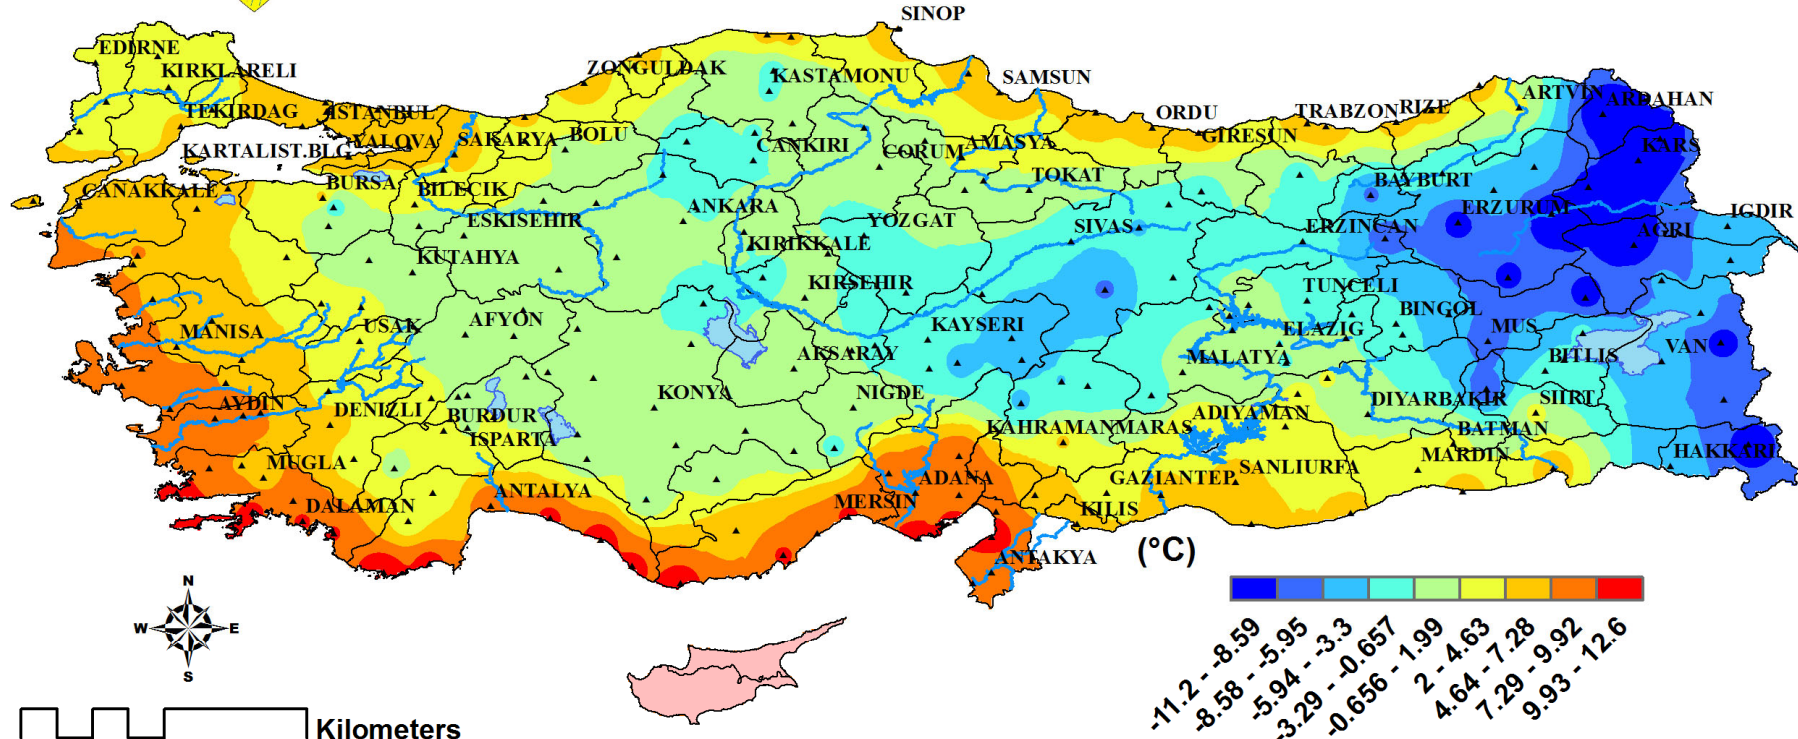 SINOP
EDIRNE
KIRKLARELI
ZONGULDAK
KASTAMONU
SAMSUN
ARTVIN
ARDAHAN
TEKIRDAG
ISTANBUL
ORDU
TRABZON
RIZE
YALOVA
SAKARYA
BOLU
GIRESUN
KARTALIST.BLG
CANKIRI
CORUM
AMASYA
KARS
CANAKKALE
BURSA
BILECIK
TOKAT
BAYBURT
ESKISEHIR
ANKARA
YOZGAT
SIVAS
ERZINCAN
ERZURUM
IGDIR
KUTAHYA
KIRIKKALE
AGRI
KIRSEHIR
TUNCELI
BINGOL
MANISA
USAK
AFYON
KAYSERI
ELAZIG
MUS
AKSARAY
MALATYA
BITLIS
VAN
AYDIN
DENIZLI
BURDUR
KONYA
NIGDE
ADIYAMAN
DIYARBAKIR
SIIRT
ISPARTA
KAHRAMANMARAS
BATMAN
MUGLA
MARDIN
HAKKARI
DALAMAN
ANTALYA
MERSIN
ADANA
GAZIANTEP
SANLIURFA
KILIS
ANTAKYA
(°C)
N
W
E
S
-11.2 - -8.59
-8.58 - -5.95
-5.94 - -3.3
-3.29 - -0.657
-0.656 - 1.99
2 - 4.63
4.64 - 7.28
7.29 - 9.92
9.93 - 12.6
Kilometers